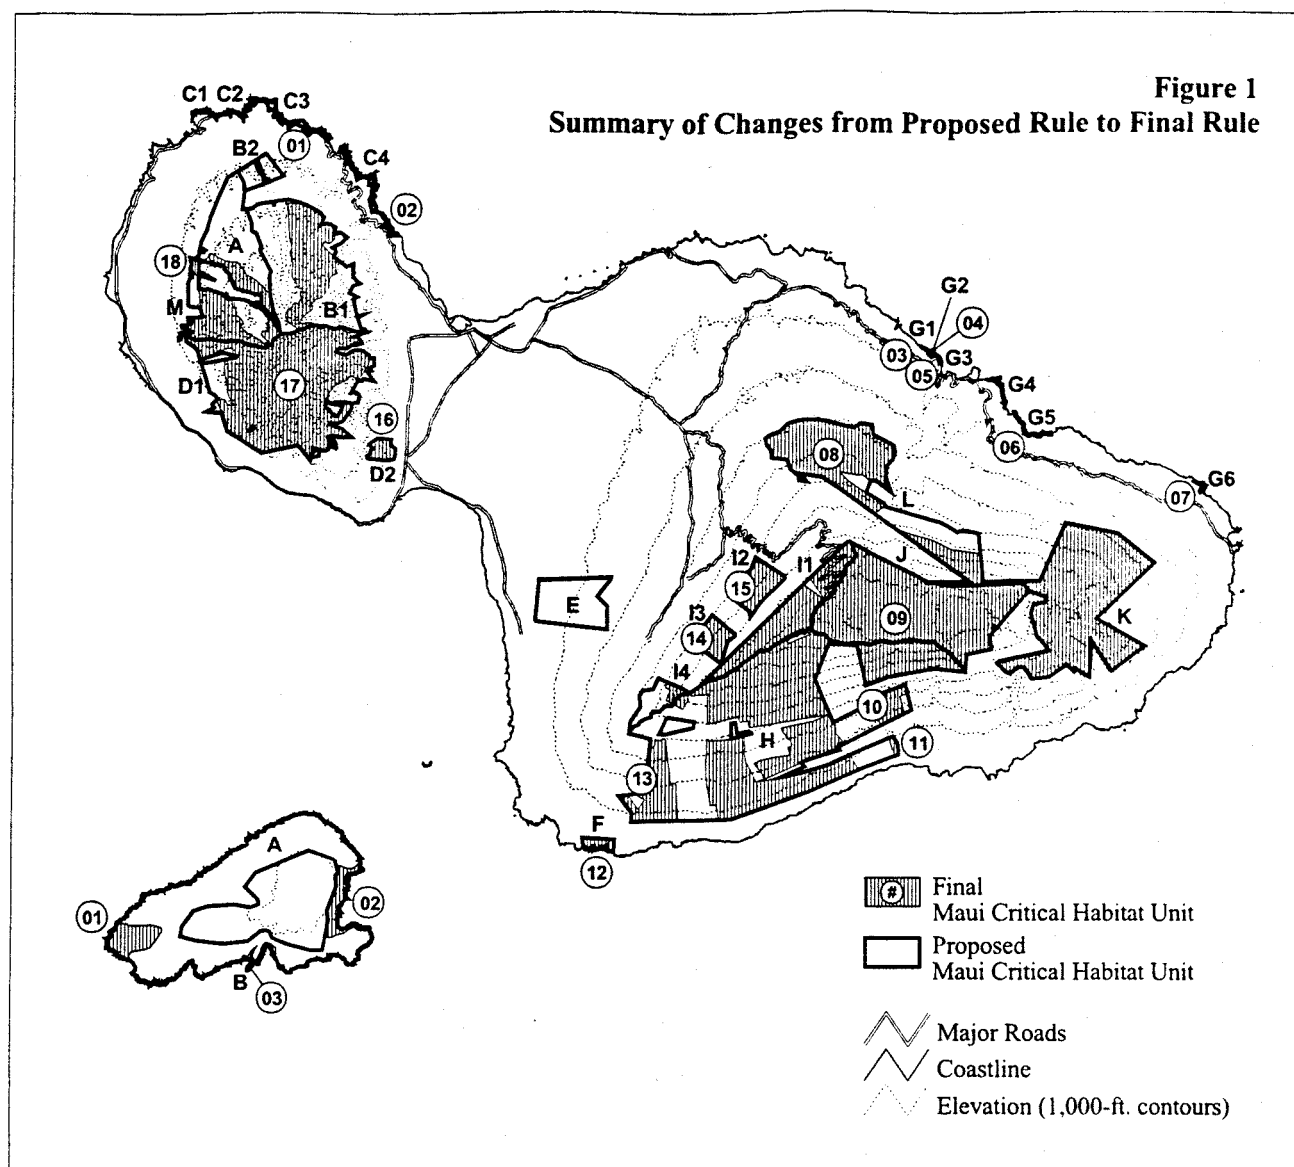 Figure 1
Summary of Changes from Proposed Rule to Final Rule
C1 C2 C3
01
B2
C4
02
A
18
M
B1
D1
17
16
D2
G2
G1
04
03
G3
05
G4
G5
06
G6
07
08
L
J
I2
I1
15
E
I3
14
09
K
I4
10
H
11
13
F
12
A
01
02
B
03
#
Final
Maui Critical Habitat Unit
Proposed
Maui Critical Habitat Unit
Major Roads
Coastline
Elevation (1,000-ft. contours)